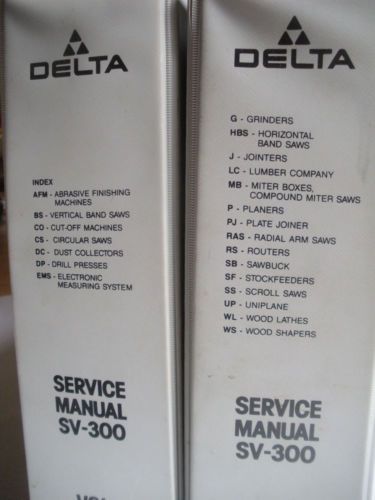 DELTA
INDEX
AFM - ABRASIVE FINISHING
MACHINES
BS - VERTICAL BAND SAWS
CO - CUT-OFF MACHINES
CS - CIRCULAR SAWS
DC - DUST COLLECTORS
DP - DRILL PRESSES
EMS - ELECTRONIC
MEASURING SYSTEM
SERVICE
MANUAL
SV-300
DELTA
G - GRINDERS
HBS - HORIZONTAL
BAND SAWS
J - JOINTERS
LC - LUMBER COMPANY
MB - MITER BOXES,
COMPOUND MITER SAWS
P - PLANERS
PJ - PLATE JOINER
RAS - RADIAL ARM SAWS
RS - ROUTERS
SB - SAWBUCK
SF - STOCKFEEDERS
SS - SCROLL SAWS
UP - UNIPLANE
WL - WOOD LATHES
WS - WOOD SHAPERS
SERVICE
MANUAL
SV-300